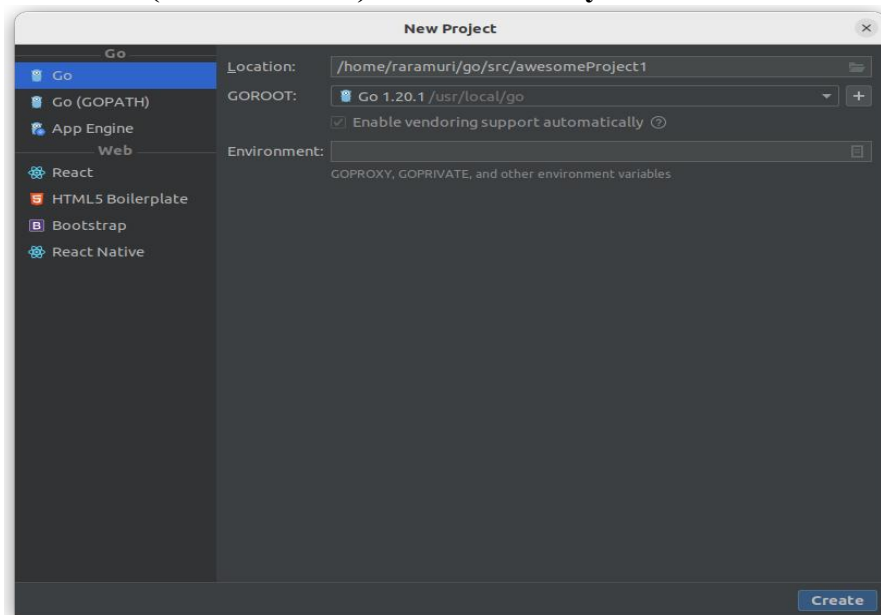 New Project
Go
Go
Go (GOPATH)
App Engine
Web
React
HTML5 Boilerplate
Bootstrap
React Native
Location: /home/raramuri/go/src/awesomeProject1
GOROOT: Go 1.20.1 /usr/local/go
Enable vendoring support automatically
Environment:
GOPROXY, GOPRIVATE, and other environment variables
Create